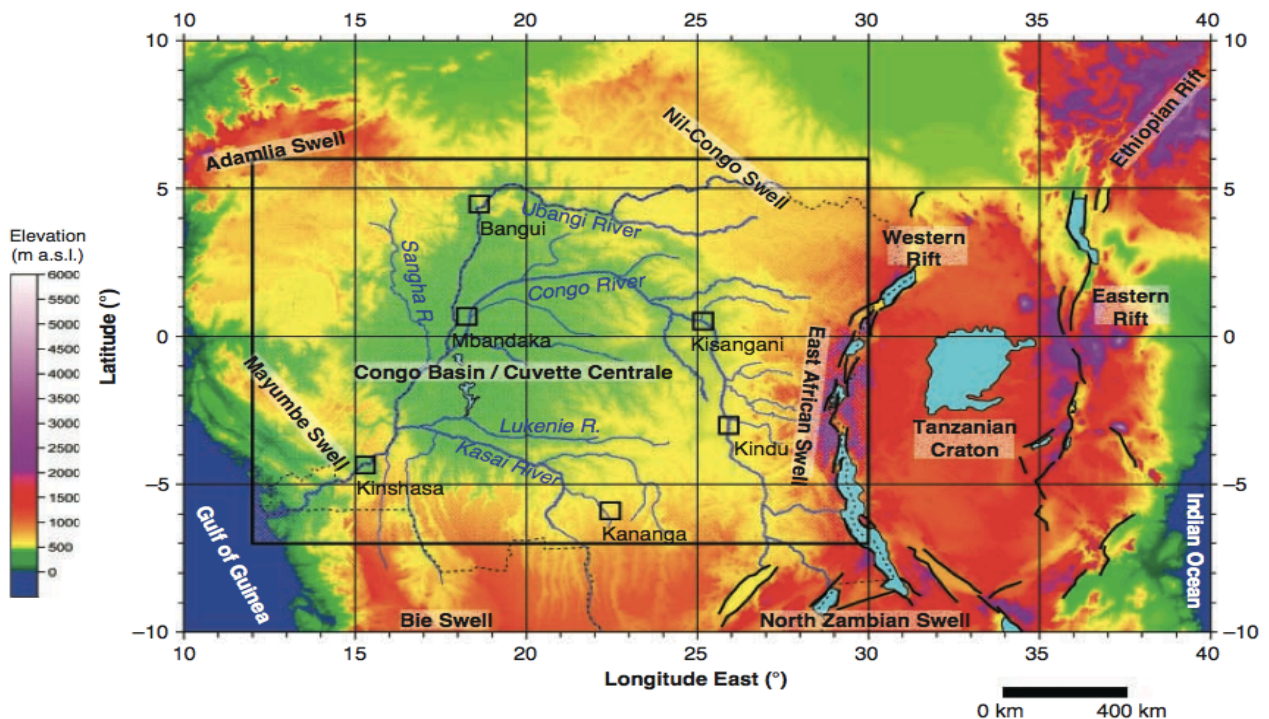 10
15
20
25
30
35
40
10
10
Ethiopian Rift
Nil-Congo Swell
Adamlia Swell
5
5
Ubangi River
Bangui
Elevation
(m a.s.l.)
6000
5500
5000
4500
4000
3500
3000
2500
2000
1500
1000
500
0
Latitude (°)
Sangha R.
Western
Rift
Congo River
Eastern
Rift
Mbandaka
Kisangani
0
0
East African Swell
Congo Basin / Cuvette Centrale
Mayumbe Swell
Lukenie R.
Tanzanian
Craton
Kindu
Kasai River
Kinshasa
−5
−5
Kananga
Gulf of Guinea
Indian Ocean
Bie Swell
North Zambian Swell
−10
−10
10
15
20
25
30
35
40
Longitude East (°)
0 km
400 km